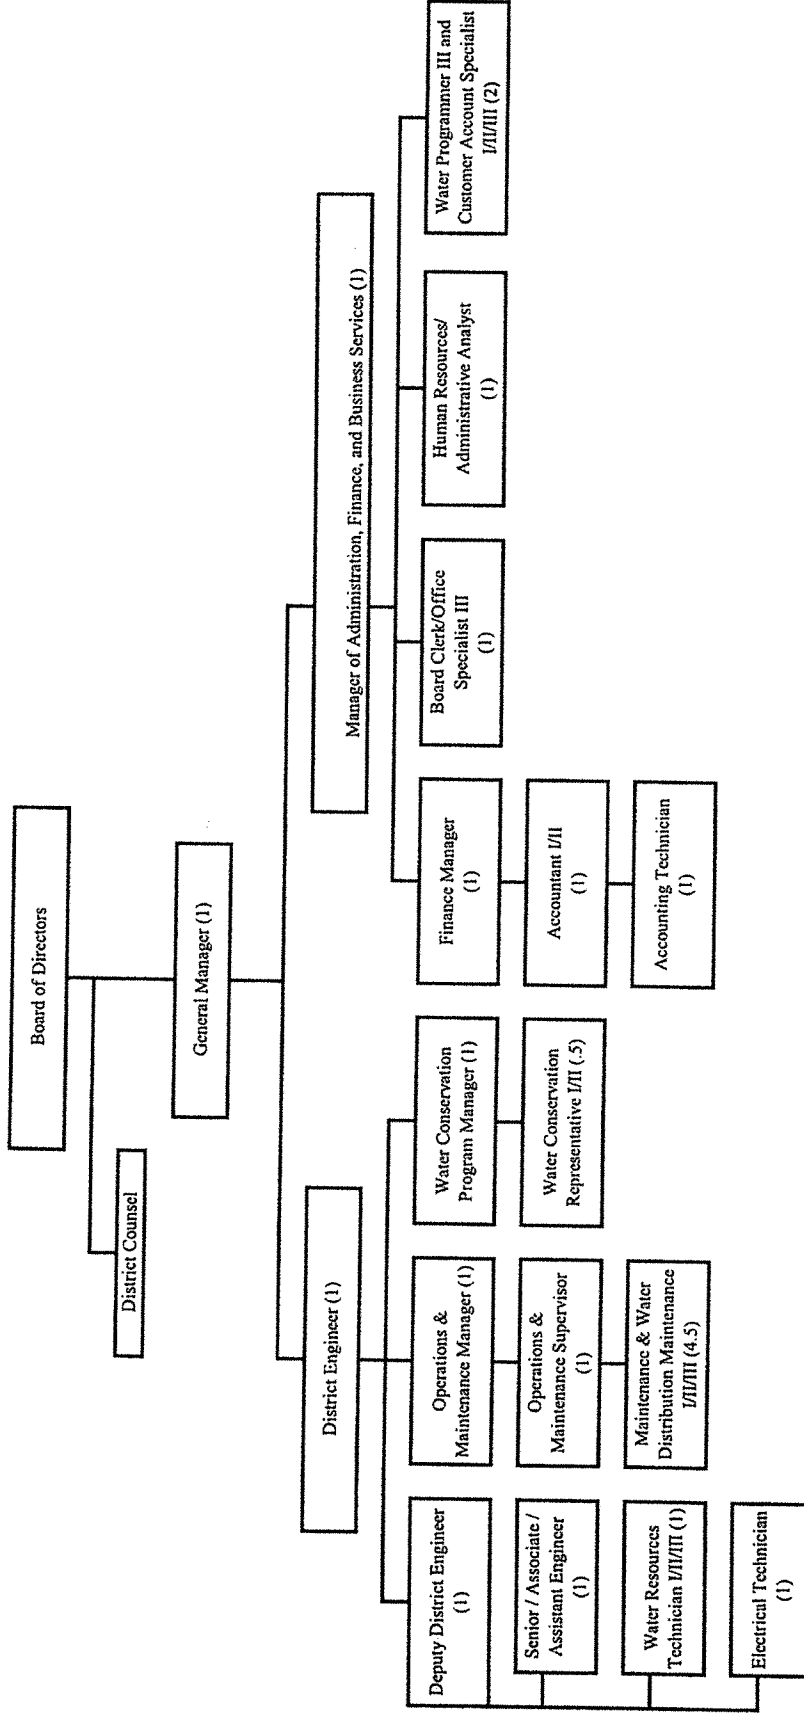 Board of Directors
District Counsel
General Manager (1)
District Engineer (1)
Manager of Administration, Finance, and Business Services (1)
Deputy District Engineer
(1)
Operations &
Maintenance Manager (1)
Water Conservation
Program Manager (1)
Finance Manager
(1)
Board Clerk/Office
Specialist III
(1)
Human Resources/
Administrative Analyst
(1)
Water Programmer III and
Customer Account Specialist
I/II/III (2)
Senior / Associate /
Assistant Engineer
(1)
Operations &
Maintenance Supervisor
(1)
Water Conservation
Representative I/II (.5)
Accountant I/II
(1)
Water Resources
Technician I/II/III (1)
Maintenance & Water
Distribution Maintenance
I/II/III (4.5)
Accounting Technician
(1)
Electrical Technician
(1)